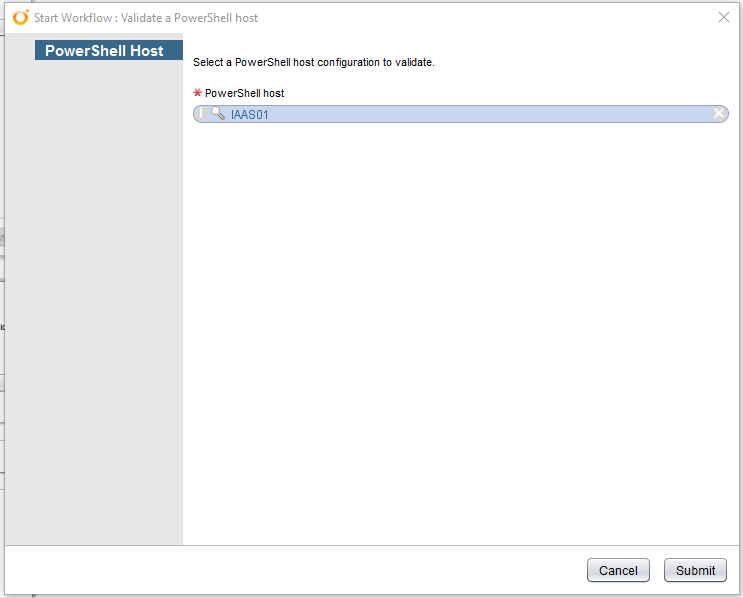 Start Workflow : Validate a PowerShell host
PowerShell Host
Select a PowerShell host configuration to validate.
* PowerShell host
IAAS01
Cancel
Submit